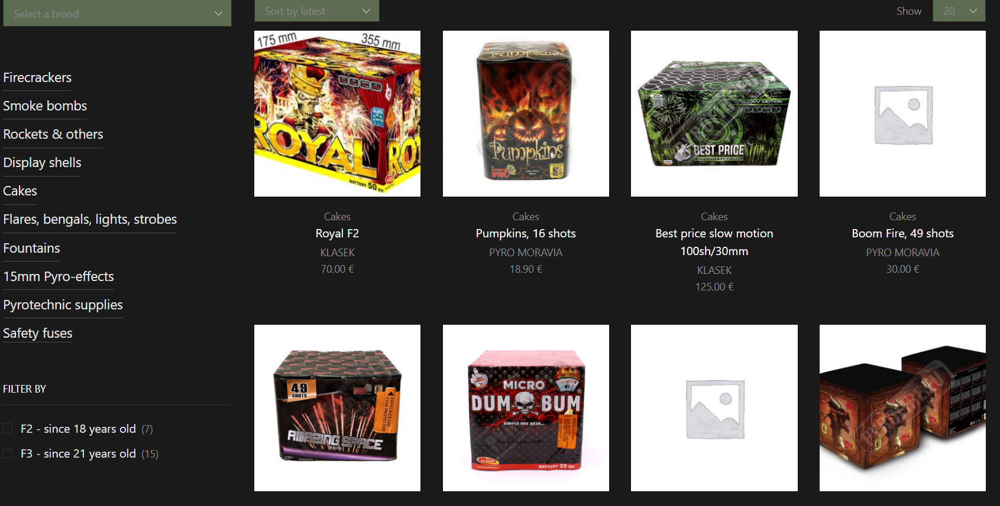 Select a brand
Sort by latest
Show
20
Firecrackers
Smoke bombs
Rockets & others
Display shells
Cakes
Flares, bengals, lights, strobes
Fountains
15mm Pyro-effects
Pyrotechnic supplies
Safety fuses
FILTER BY
F2 - since 18 years old (7)
F3 - since 21 years old (15)
175 mm
355 mm
ROYAL
RO
BATTERY 50 SH
Cakes
Royal F2
KLASEK
70.00 €
Pumpkins
Cakes
Pumpkins, 16 shots
PYRO MORAVIA
18.90 €
SLOW MOTION
BEST PRICE
Cakes
Best price slow motion
100sh/30mm
KLASEK
125.00 €
Cakes
Boom Fire, 49 shots
PYRO MORAVIA
30.00 €
49
SHOTS
ZÁPALNICE ZDE
FUSE PROTECTOR
AMAZING SPACE
MICRO
DUM BUM
SIMPLY THE BEST...
KLASEK
BATTERY 25 SH